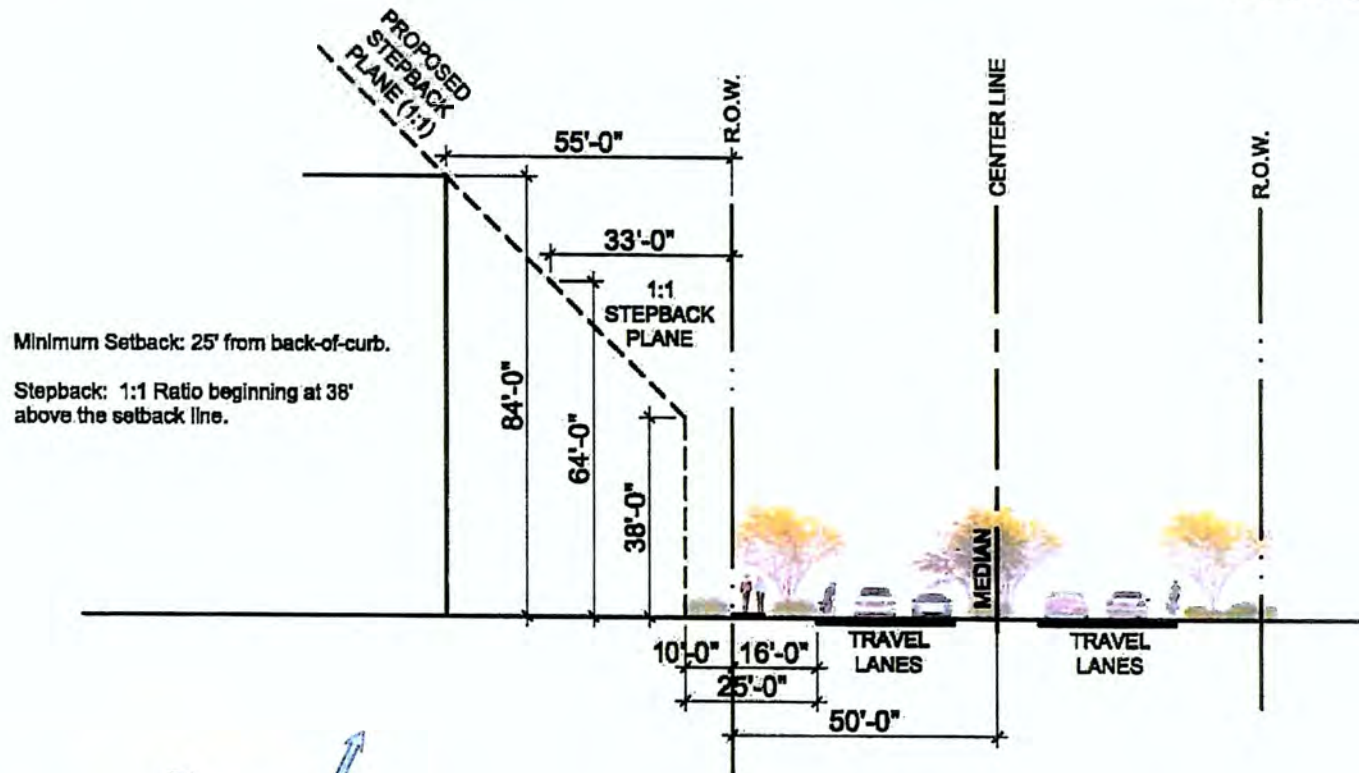 PROPOSED
STEPBACK
PLANE (1:1)
R.O.W.
CENTER LINE
R.O.W.
55'-0"
33'-0"
1:1
STEPBACK
PLANE
Minimum Setback: 25' from back-of-curb.
Stepback: 1:1 Ratio beginning at 38'
above the setback line.
84'-0"
64'-0"
38'-0"
MEDIAN
10'-0"
16'-0"
TRAVEL
LANES
TRAVEL
LANES
25'-0"
50'-0"